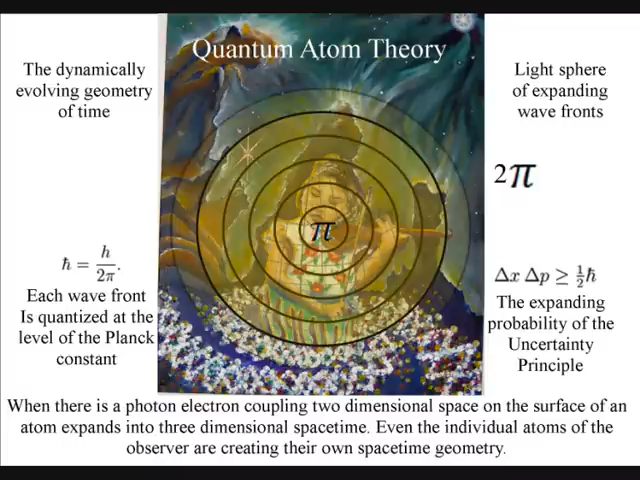 Quantum Atom Theory
The dynamically
evolving geometry
of time
Light sphere
of expanding
wave fronts
2π
π
ħ = h/2π.
Each wave front
Is quantized at the
level of the Planck
constant
Δx Δp ≥ ½ħ
The expanding
probability of the
Uncertainty
Principle
When there is a photon electron coupling two dimensional space on the surface of an
atom expands into three dimensional spacetime. Even the individual atoms of the
observer are creating their own spacetime geometry.